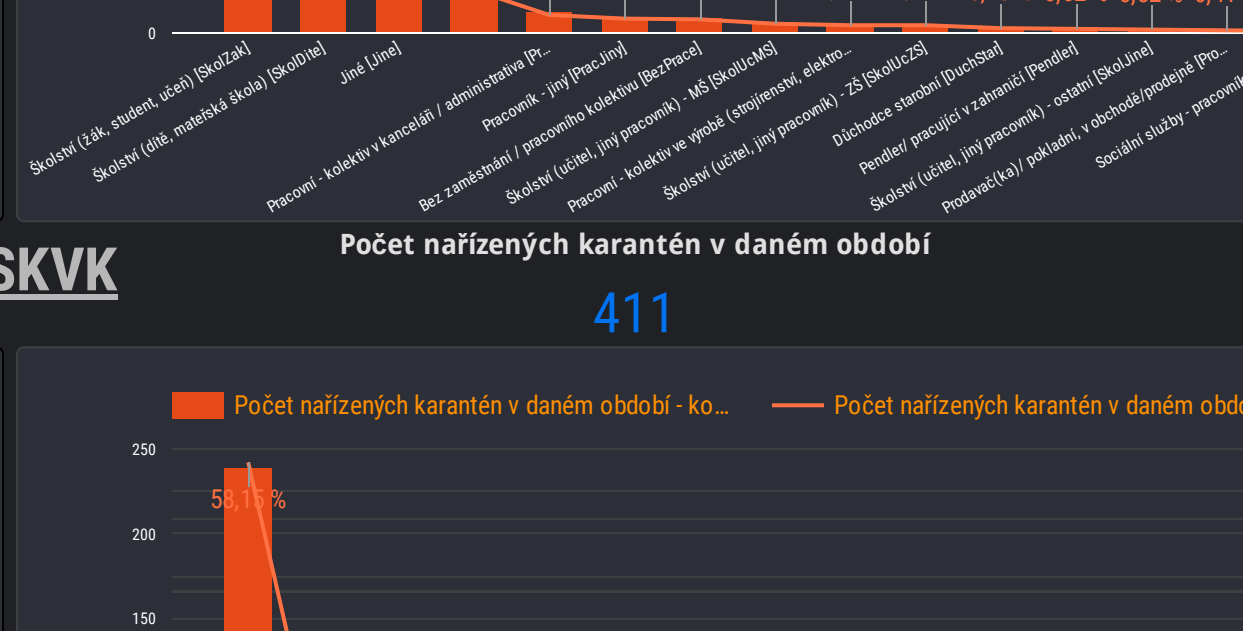 0
Školství (žák, student, učeň) [SkolZak]
Školství (dítě, mateřská škola) [SkolDite]
Jiné [Jine]
Pracovní - kolektiv v kanceláři / administrativa [Pr...
Pracovník - jiný [PracJiny]
Bez zaměstnání / pracovního kolektivu [BezPrace]
Školství (učitel, jiný pracovník) - MŠ [SkolUcMS]
Pracovní - kolektiv ve výrobě (strojírenství, elektro...
Školství (učitel, jiný pracovník) - ZŠ [SkolUcZS]
Důchodce starobní [DuchStar]
Pendler/ pracující v zahraničí [Pendler]
Školství (učitel, jiný pracovník) - ostatní [SkolJine]
Prodavač(ka)/ pokladní, v obchodě/prodejně [Pro...
Sociální služby - pracovník
SKVK
Počet nařízených karantén v daném období
411
Počet nařízených karantén v daném období - ko...
Počet nařízených karantén v daném obdo
250
58,15 %
200
150